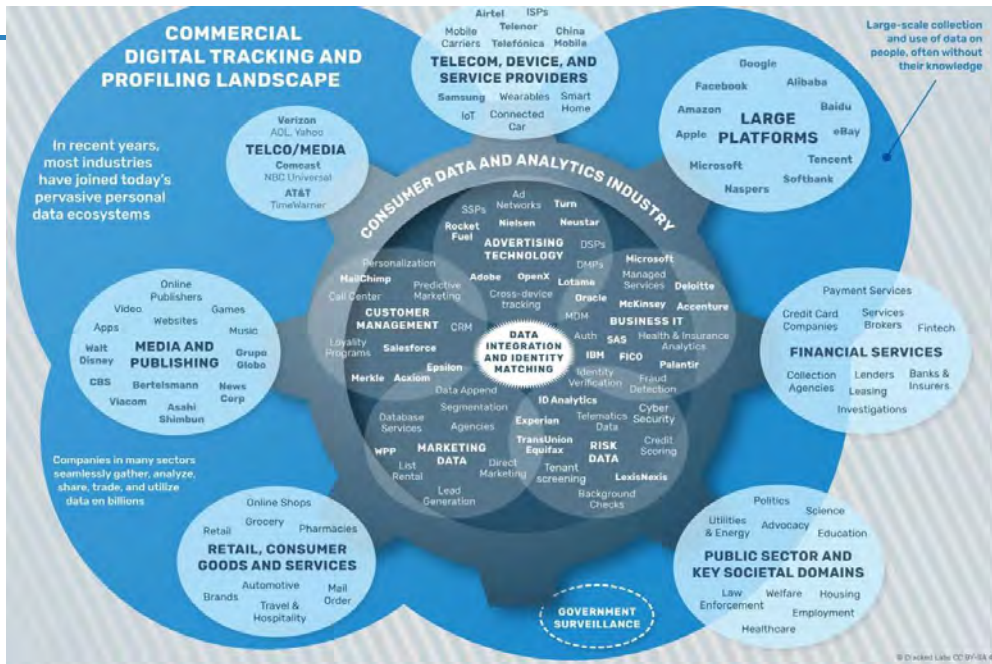 COMMERCIAL
DIGITAL TRACKING AND
PROFILING LANDSCAPE
In recent years,
most industries
have joined today's
pervasive personal
data ecosystems
Large-scale collection
and use of data on
people, often without
their knowledge
Airtel
ISPs
Mobile
Carriers
Telenor
Telefónica
China
Mobile
TELECOM, DEVICE, AND
SERVICE PROVIDERS
Samsung
Wearables
Smart
Home
IoT
Connected
Car
Verizon
AOL, Yahoo
TELCO/MEDIA
Comcast
NBC Universal
AT&T
TimeWarner
Google
Facebook
Alibaba
Amazon
Baidu
LARGE
PLATFORMS
Apple
eBay
Microsoft
Tencent
Softbank
Naspers
CONSUMER DATA AND ANALYTICS INDUSTRY
Ad
Networks
SSPs
Turn
Rocket
Fuel
Nielsen
Neustar
ADVERTISING
TECHNOLOGY
DSPs
DMPs
Adobe
OpenX
Lotame
Cross-device
tracking
Personalization
MailChimp
Predictive
Marketing
Call Center
CUSTOMER
MANAGEMENT
CRM
Loyality
Programs
Salesforce
Epsilon
Merkle
Acxiom
Microsoft
Managed
Services
Deloitte
Oracle
McKinsey
Accenture
MDM
BUSINESS IT
Auth
SAS
Health & Insurance
Analytics
IBM
FICO
Palantir
Identity
Verification
Fraud
Detection
DATA
INTEGRATION
AND IDENTITY
MATCHING
Data Append
Segmentation
Database
Services
Agencies
Experian
WPP
MARKETING
DATA
TransUnion
Equifax
List
Rental
Direct
Marketing
Lead
Generation
ID Analytics
Telematics
Data
Cyber
Security
RISK
DATA
Credit
Scoring
Tenant
screening
LexisNexis
Background
Checks
Online
Publishers
Video
Games
Apps
Websites
Music
Walt
Disney
MEDIA AND
PUBLISHING
Grupo
Globo
CBS
Bertelsmann
News
Corp
Viacom
Asahi
Shimbun
Payment Services
Credit Card
Companies
Services
Brokers
Fintech
FINANCIAL SERVICES
Collection
Agencies
Lenders
Banks &
Insurers
Leasing
Investigations
Companies in many sectors
seamlessly gather, analyze,
share, trade, and utilize
data on billions
Online Shops
Retail
Grocery
Pharmacies
RETAIL, CONSUMER
GOODS AND SERVICES
Automotive
Brands
Mail
Order
Travel &
Hospitality
Politics
Science
Utilities
& Energy
Advocacy
Education
PUBLIC SECTOR AND
KEY SOCIETAL DOMAINS
Law
Enforcement
Welfare
Housing
Employment
Healthcare
GOVERNMENT
SURVEILLANCE
Labs CC BY-SA 4